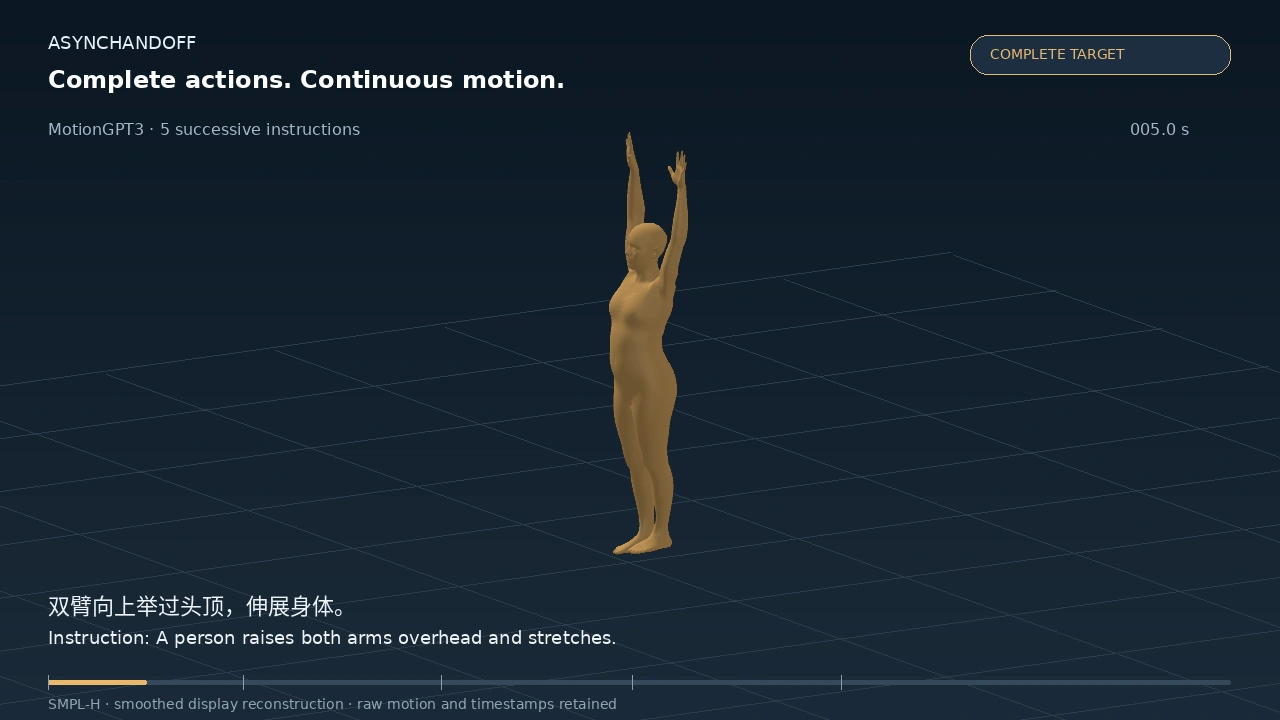 ASYNCHANDOFF
Complete actions. Continuous motion.
COMPLETE TARGET
MotionGPT3 · 5 successive instructions
005.0 s
双臂向上举过头顶，伸展身体。
Instruction: A person raises both arms overhead and stretches.
SMPL-H · smoothed display reconstruction · raw motion and timestamps retained